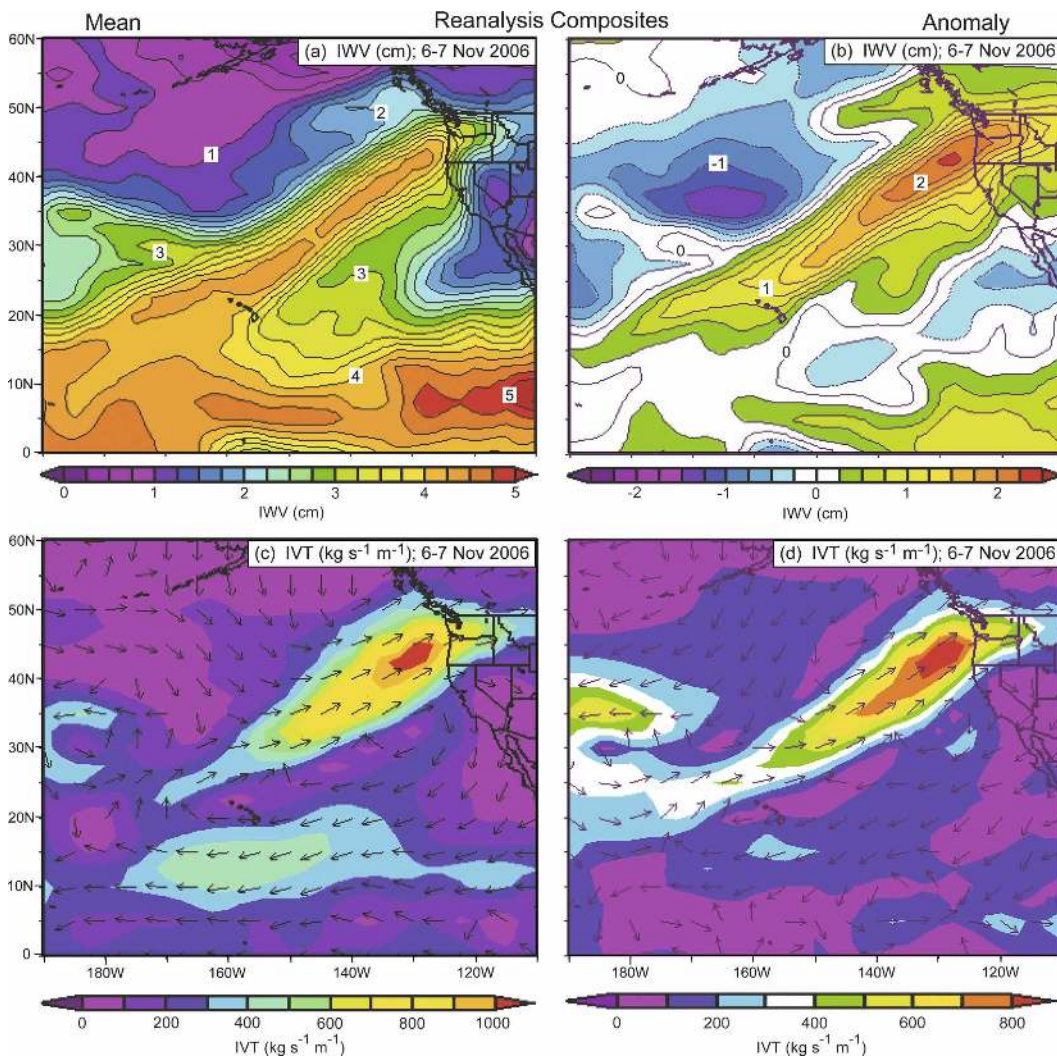 Mean Reanalysis Composites Anomaly
(a) IWV (cm); 6-7 Nov 2006
60N
50N
40N
30N
20N
10N
0
2
1
3
3
4
5
(b) IWV (cm); 6-7 Nov 2006
0
-1
2
0
1
0
0 1 2 3 4 5
IWV (cm)
-2 -1 0 1 2
IWV (cm)
(c) IVT (kg s⁻¹ m⁻¹); 6-7 Nov 2006
60N
50N
40N
30N
20N
10N
0
180W 160W 140W 120W
(d) IVT (kg s⁻¹ m⁻¹); 6-7 Nov 2006
180W 160W 140W 120W
0 200 400 600 800 1000
IVT (kg s⁻¹ m⁻¹)
0 200 400 600 800
IVT (kg s⁻¹ m⁻¹)